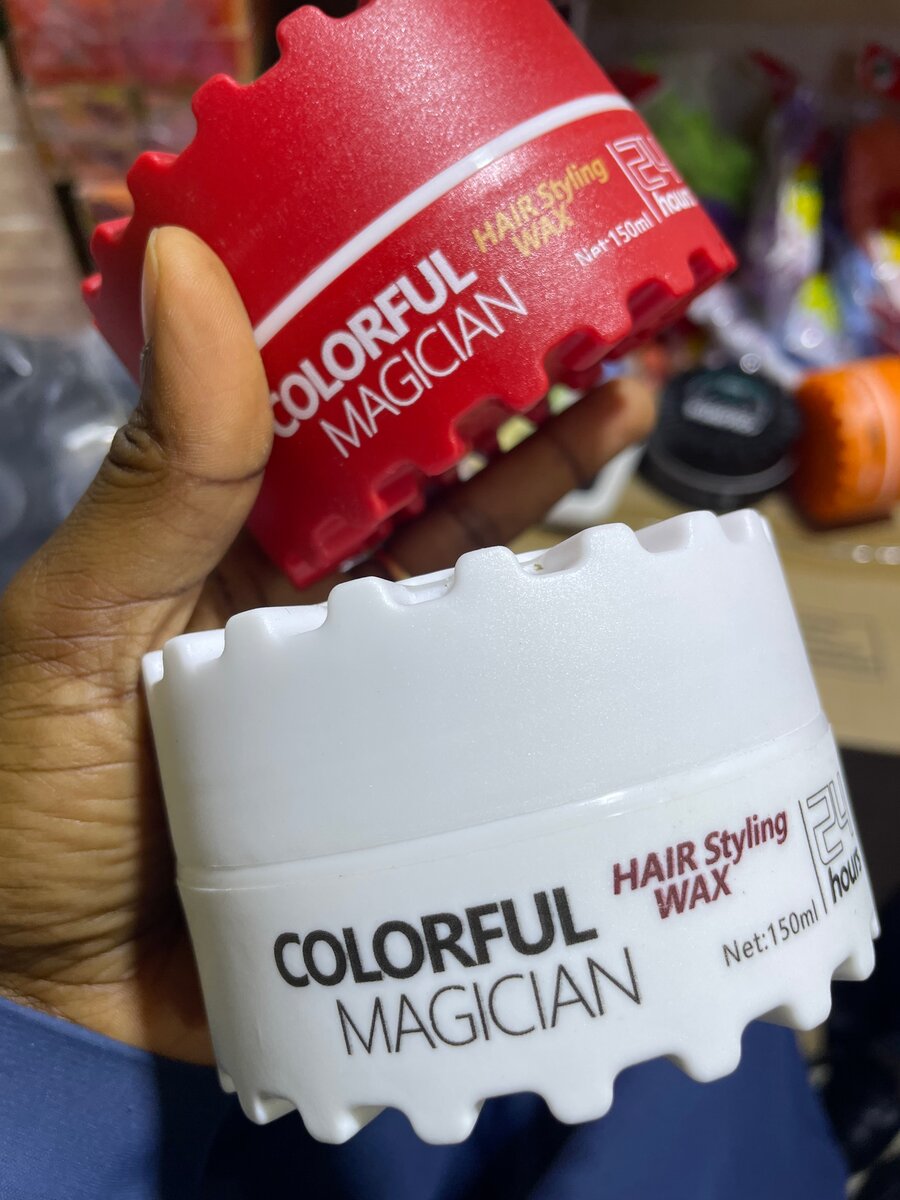 HAIR Styling
WAX
24
hours
Net:150ml
COLORFUL
MAGICIAN
HAIR Styling
WAX
24
hours
Net:150ml
COLORFUL
MAGICIAN